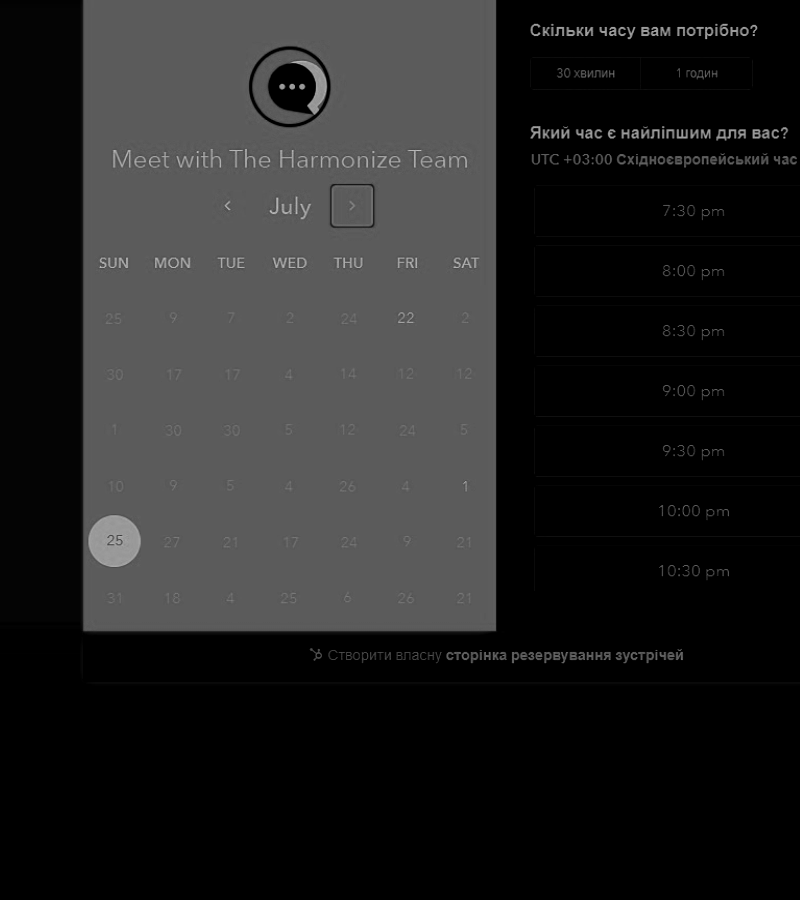 Meet with The Harmonize Team
July
SUN MON TUE WED THU FRI SAT
25 9 7 2 24 22 2
30 17 17 4 14 12 12
1 30 30 5 12 24 5
10 9 5 4 26 4 1
25 27 21 17 24 9 21
31 18 4 25 6 26 21
Скільки часу вам потрібно?
30 хвилин 1 годин
Який час є найліпшим для вас?
UTC +03:00 Східноєвропейський час
7:30 pm
8:00 pm
8:30 pm
9:00 pm
9:30 pm
10:00 pm
10:30 pm
Створити власну сторінка резервування зустрічей